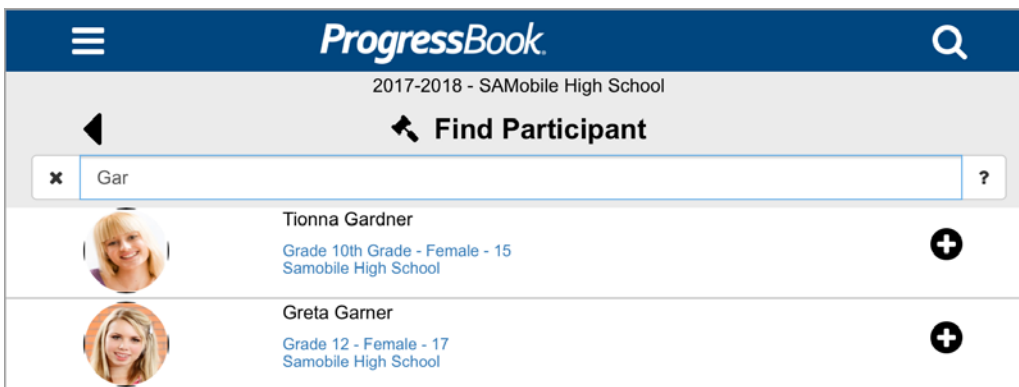 ProgressBook.
2017-2018 - SAMobile High School
Find Participant
Gar
?
Tionna Gardner
Grade 10th Grade - Female - 15
Samobile High School
Greta Garner
Grade 12 - Female - 17
Samobile High School